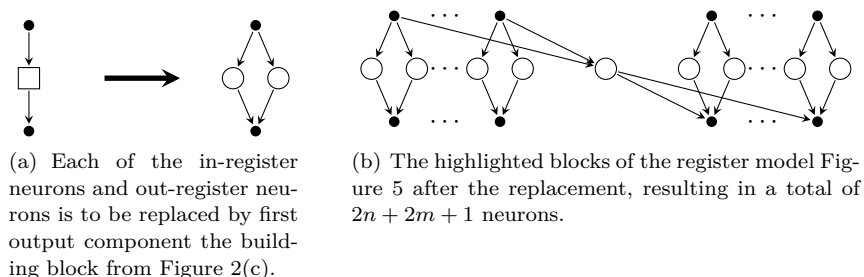 (a) Each of the in-register
neurons and out-register neu-
rons is to be replaced by first
output component the build-
ing block from Figure 2(c).
(b) The highlighted blocks of the register model Fig-
ure 5 after the replacement, resulting in a total of
2n + 2m + 1 neurons.